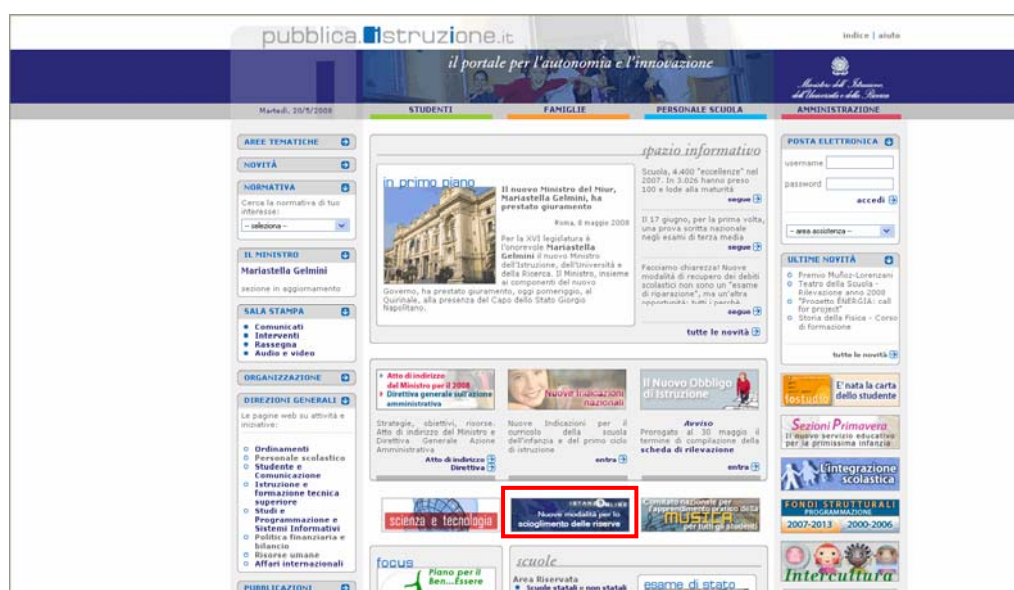 pubblica.istruzione.it
indice | aiuto
il portale per l'autonomia e l'innovazione
Ministero dell'Istruzione,
dell'Università e della Ricerca
Martedì, 20/5/2008
STUDENTI
FAMIGLIE
PERSONALE SCUOLA
AMMINISTRAZIONE
AREE TEMATICHE
NOVITÀ
NORMATIVA
Cerca la normativa di tuo
interesse:
-- seleziona --
IL MINISTRO
Mariastella Gelmini
sezione in aggiornamento
SALA STAMPA
Comunicati
Interventi
Rassegna
Audio e video
ORGANIZZAZIONE
DIREZIONI GENERALI
Le pagine web su attività e
iniziative:
Ordinamenti
Personale scolastico
Studente e
Comunicazione
Istruzione e
formazione tecnica
superiore
Studi e
Programmazione e
Sistemi Informativi
Politica finanziaria e
bilancio
Risorse umane
Affari internazionali
PUBBLICAZIONI
spazio informativo
in primo piano
Il nuovo Ministro del Miur,
Mariastella Gelmini, ha
prestato giuramento
Roma, 8 maggio 2008
Per la XVI legislatura è
l'onorevole Mariastella
Gelmini il nuovo Ministro
dell'Istruzione, dell'Università e
della Ricerca. Il Ministro, insieme
ai componenti del nuovo
Governo, ha prestato giuramento, oggi pomeriggio, al
Quirinale, alla presenza del Capo dello Stato Giorgio
Napolitano.
Scuola, 4.400 "eccellenze" nel
2007. In 3.026 hanno preso
100 e lode alla maturità
segue
Il 17 giugno, per la prima volta,
una prova scritta nazionale
negli esami di terza media
segue
Facciamo chiarezza! Nuove
modalità di recupero dei debiti
scolastici non sono un "esame
di riparazione", ma un'altra
opportunità: tutti i perchè
segue
tutte le novità
Atto di indirizzo
del Ministro per il 2008
Direttiva generale sull'azione
amministrativa
Strategie, obiettivi, risorse.
Atto di indirizzo del Ministro e
Direttiva Generale Azione
Amministrativa
Atto di indirizzo
Direttiva
Nuove Indicazioni
nazionali
Nuove Indicazioni per il
curricolo della scuola
dell'infanzia e del primo ciclo
di istruzione
entra
Il Nuovo Obbligo
di Istruzione
Avviso
Prorogato al 30 maggio il
termine di compilazione della
scheda di rilevazione
entra
scienza e tecnologia
ISTANZE ONLINE
Nuove modalità per lo
scioglimento delle riserve
Comitato nazionale per
l'apprendimento pratico della
MUSICA
per tutti gli studenti
focus
Piano per il
Ben...Essere
scuole
Area Riservata
Scuole statali e non statali
esame di stato
POSTA ELETTRONICA
username
password
accedi
-- area assistenza --
ULTIME NOVITÀ
Premio Muñoz-Lorenzani
Teatro della Scuola -
Rilevazione anno 2008
"Progetto ENERGIA: call
for project"
Storia della Fisica - Corso
di formazione
tutte le novità
iostudio
E' nata la carta
dello studente
Sezioni Primavera
Il nuovo servizio educativo
per la primissima infanzia
L'integrazione
scolastica
FONDI STRUTTURALI
PROGRAMMAZIONE
2007-2013
2000-2006
Intercultura